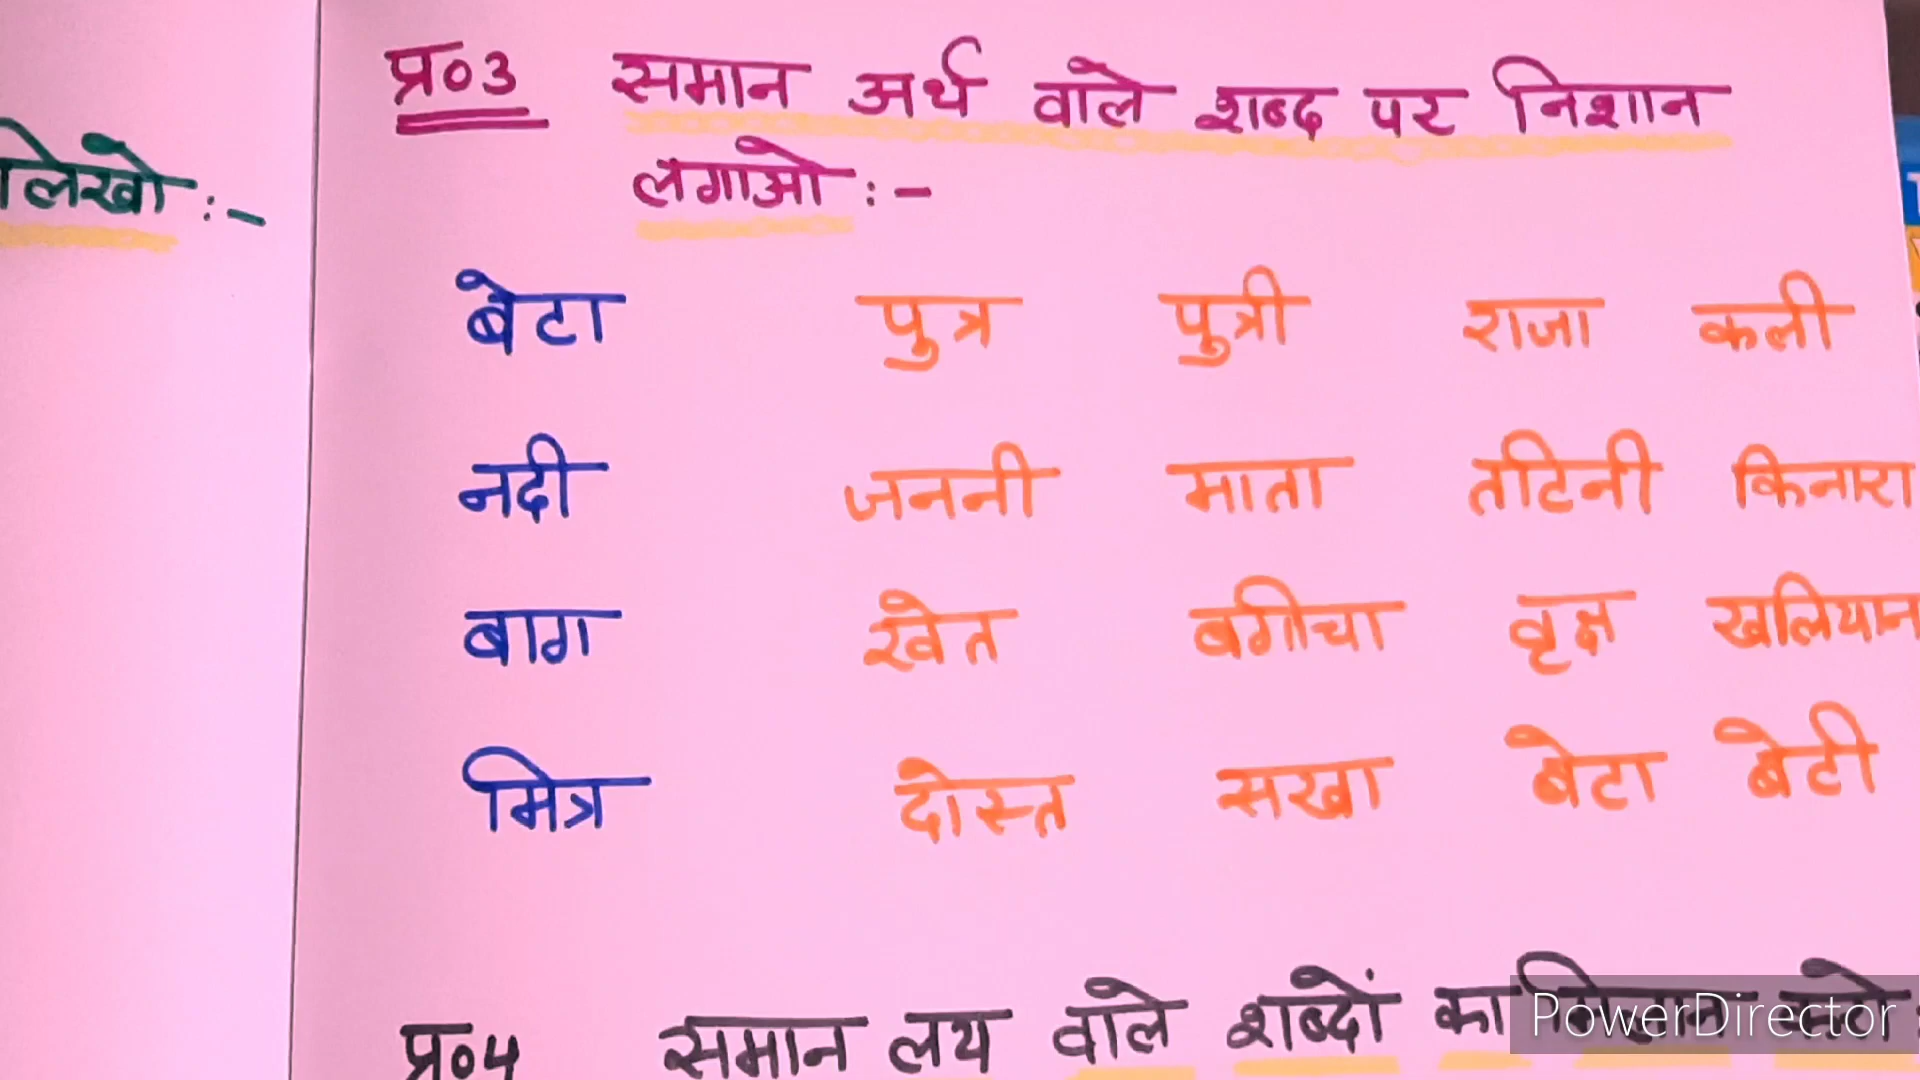 लिखो :-
प्र०3 समान अर्थ वाले शब्द पर निशान
लगाओ :-
बेटा पुत्र पुत्री राजा कली
नदी जननी माता तटिनी किनारा
बाग खेत बगीचा वृक्ष खलियान
मित्र दोस्त सखा बेटा बेटी
प्र०4 समान लय वाले शब्दों का
PowerDirector